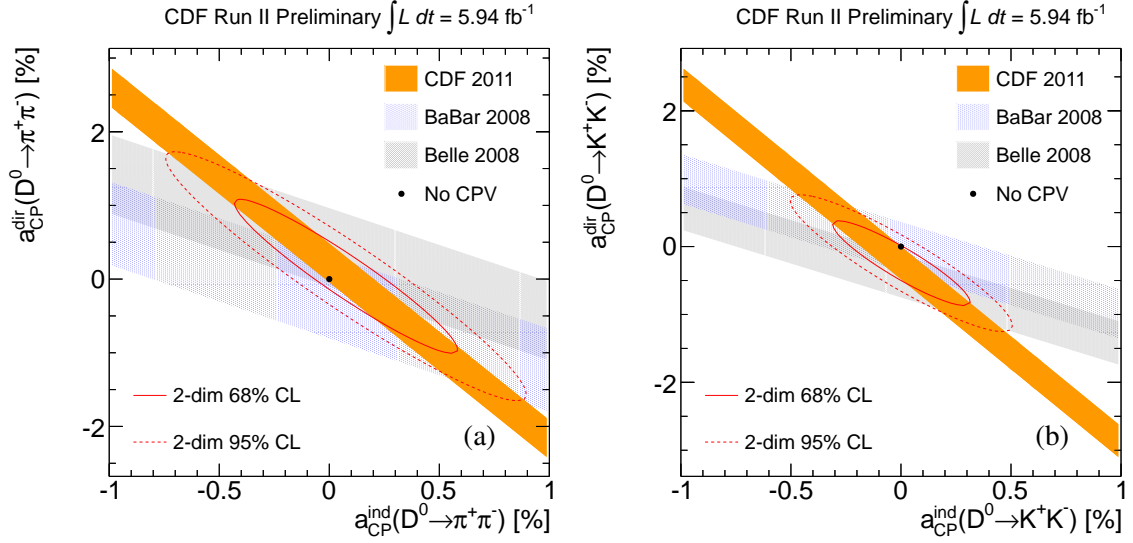 CDF Run II Preliminary ∫L dt = 5.94 fb⁻¹
a_CP^dir(D⁰→π⁺π⁻) [%]
CDF 2011
BaBar 2008
Belle 2008
No CPV
2
0
-2
2-dim 68% CL
2-dim 95% CL
(a)
-1 -0.5 0 0.5 1
a_CP^ind(D⁰→π⁺π⁻) [%]
CDF Run II Preliminary ∫L dt = 5.94 fb⁻¹
a_CP^dir(D⁰→K⁺K⁻) [%]
CDF 2011
BaBar 2008
Belle 2008
No CPV
2
0
-2
2-dim 68% CL
2-dim 95% CL
(b)
-1 -0.5 0 0.5 1
a_CP^ind(D⁰→K⁺K⁻) [%]